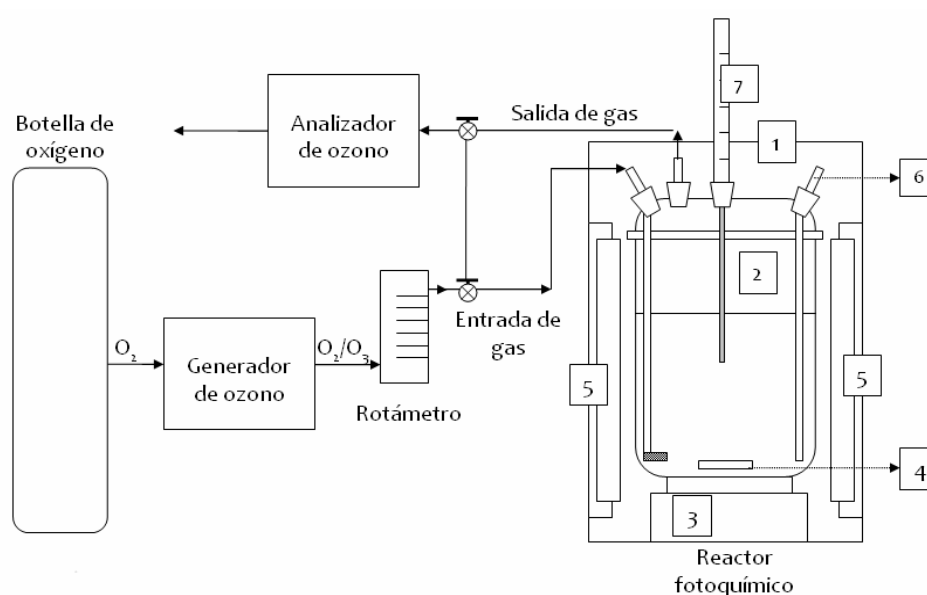 Botella de
oxígeno
Analizador
de ozono
Salida de gas
7
1
6
2
O₂
Generador
de ozono
O₂/O₃
Rotámetro
Entrada de
gas
5
5
4
3
Reactor
fotoquímico